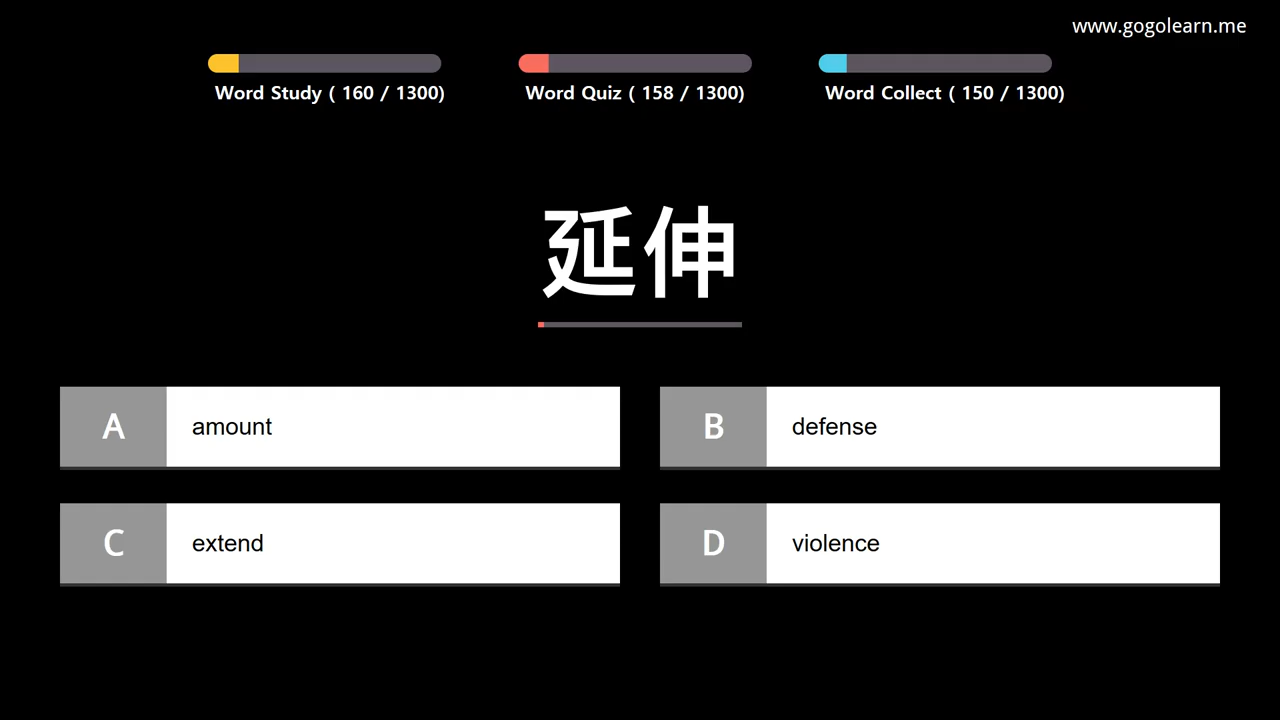 www.gogolearn.me
Word Study ( 160 / 1300)
Word Quiz ( 158 / 1300)
Word Collect ( 150 / 1300)
延伸
A amount
B defense
C extend
D violence